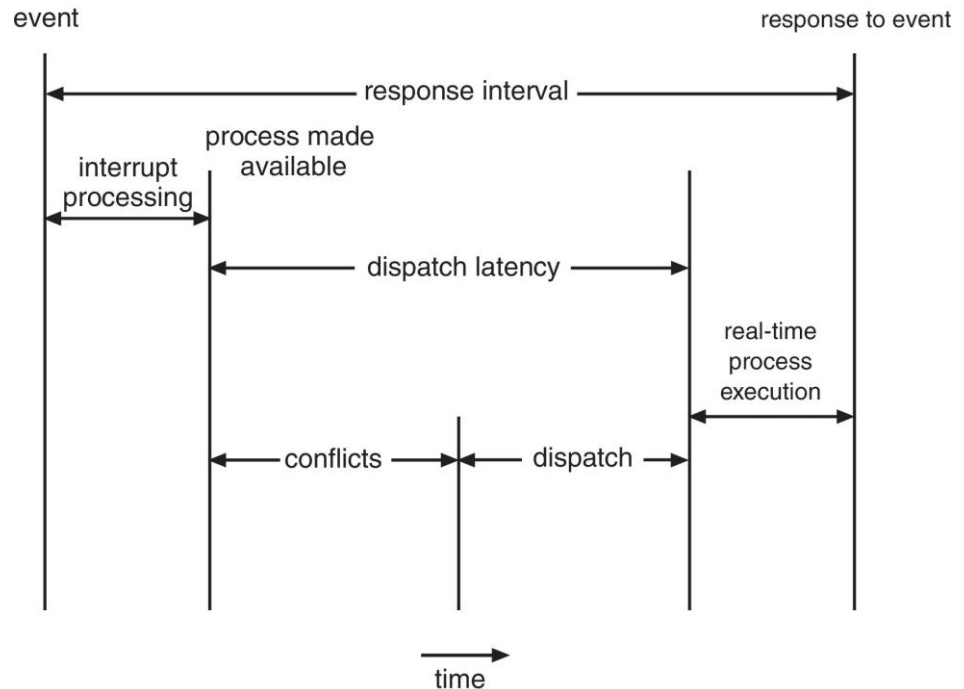 event
response to event
response interval
process made
available
interrupt
processing
dispatch latency
real-time
process
execution
conflicts
dispatch
time